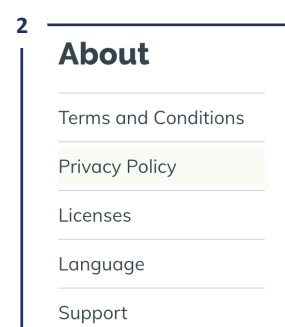 2
About
Terms and Conditions
Privacy Policy
Licenses
Language
Support